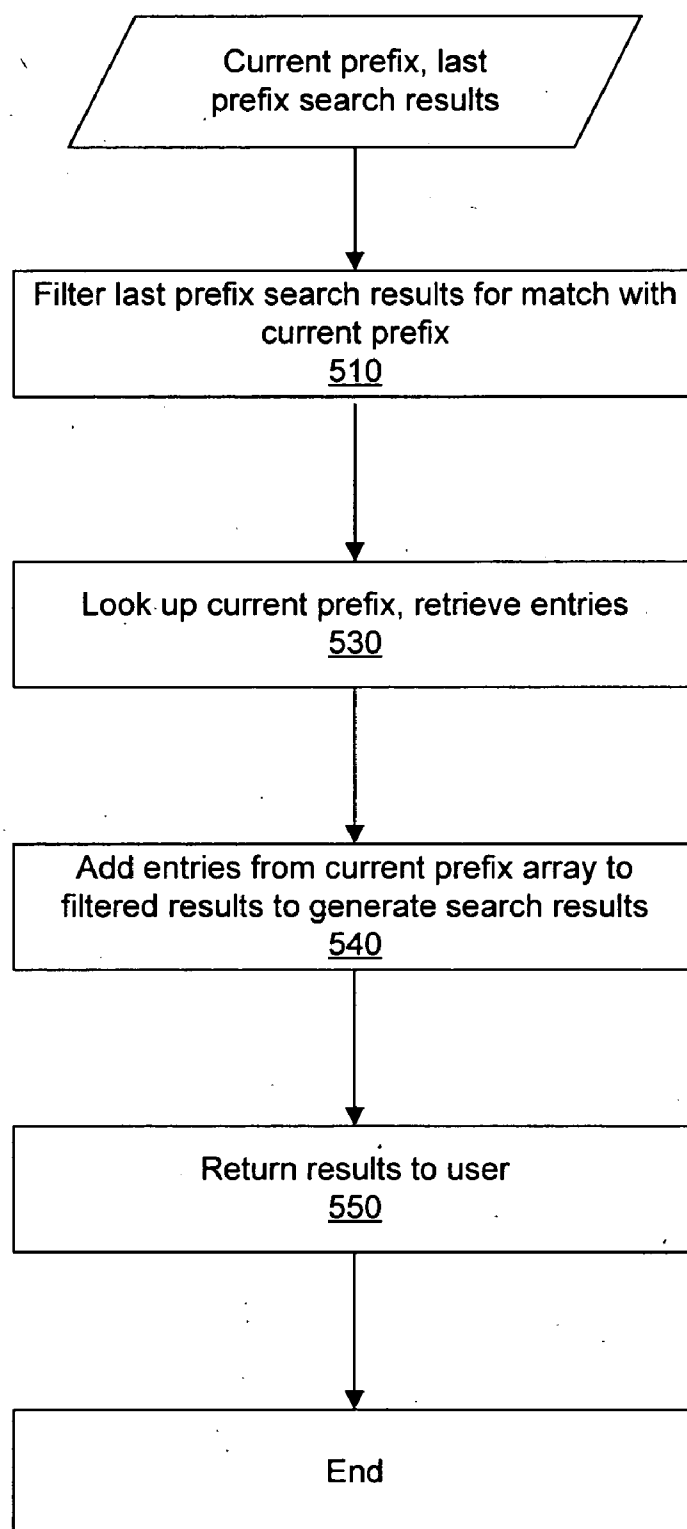 Current prefix, last
prefix search results
Filter last prefix search results for match with
current prefix
510
Look up current prefix, retrieve entries
530
Add entries from current prefix array to
filtered results to generate search results
540
Return results to user
550
End